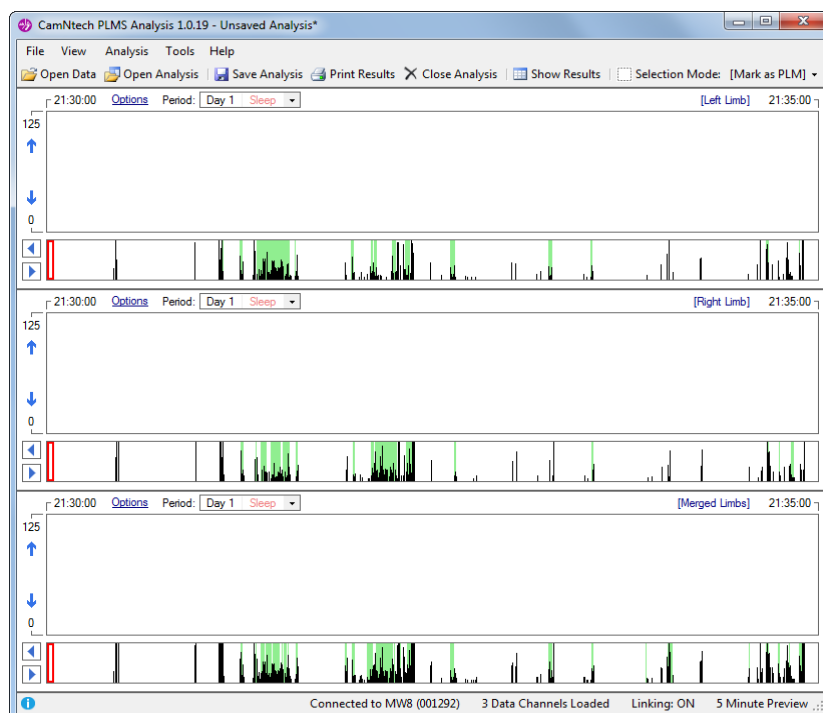 CamNtech PLMS Analysis 1.0.19 - Unsaved Analysis*
File View Analysis Tools Help
Open Data Open Analysis Save Analysis Print Results Close Analysis Show Results Selection Mode: [Mark as PLM]
21:30:00 Options Period: Day 1 Sleep [Left Limb] 21:35:00
125
0
21:30:00 Options Period: Day 1 Sleep [Right Limb] 21:35:00
125
0
21:30:00 Options Period: Day 1 Sleep [Merged Limbs] 21:35:00
125
0
Connected to MW8 (001292) 3 Data Channels Loaded Linking: ON 5 Minute Preview